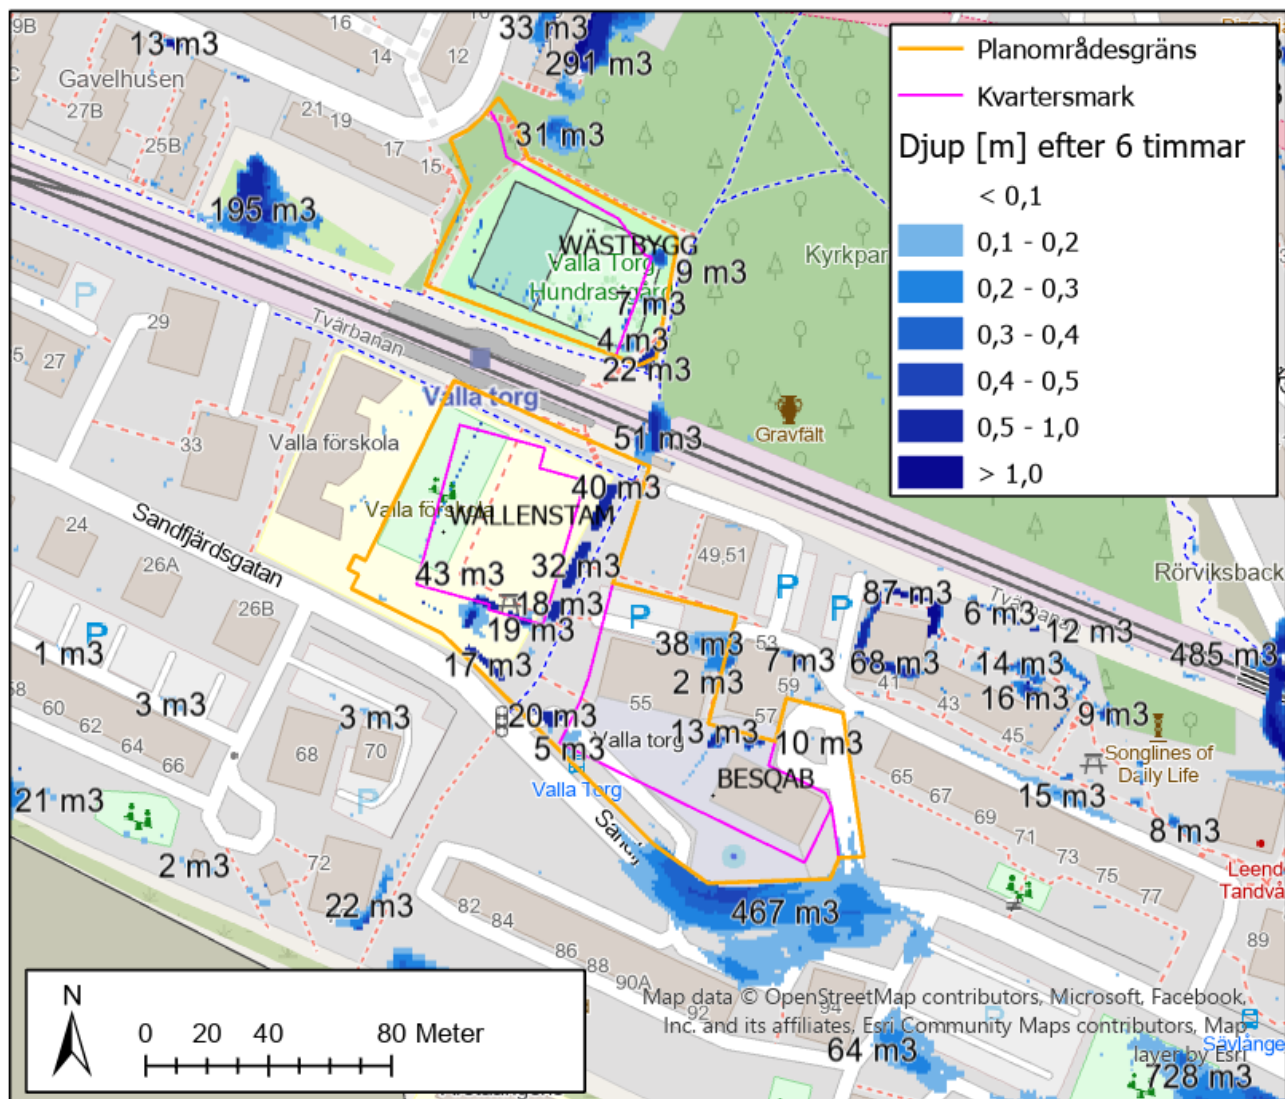 9B
16
13 m3
14
12
33 m3
291 m3
Gavelhusen
27B
25B
21
19
17
15
31 m3
195 m3
WÄSTBYGG
Valla Torg
Hundrastgård
9 m3
7 m3
4 m3
22 m3
Kyrkpar
Planområdesgräns
Kvartersmark
Djup [m] efter 6 timmar
< 0,1
0,1 - 0,2
0,2 - 0,3
0,3 - 0,4
0,4 - 0,5
0,5 - 1,0
> 1,0
P
29
27
5
Tvärbanan
Valla torg
Gravfält
51 m3
33
Valla förskola
40 m3
Valla förskola
WALLENSTAM
24
Sandfjärdsgatan
26A
26B
43 m3
32 m3
18 m3
19 m3
17 m3
49,51
P
P
P
Rörviksback
Tvärbanan
87 m3
6 m3
12 m3
485 m3
68 m3
14 m3
16 m3
9 m3
41
43
45
38 m3
2 m3
53
7 m3
59
57
55
13 m3
10 m3
Valla torg
BESQAB
20 m3
5 m3
Valla Torg
P
1 m3
3 m3
3 m3
58
60
62
64
66
68
70
P
72
21 m3
2 m3
22 m3
65
67
69
71
73
75
77
Songlines of
Daily Life
15 m3
8 m3
Leend
Tandvå
89
467 m3
82
84
86
88
90A
92
94
P
64 m3
728 m3
Sävlånge
N
0 20 40 80 Meter
Map data © OpenStreetMap contributors, Microsoft, Facebook,
Inc. and its affiliates, Esri Community Maps contributors, Map
layer by Esri